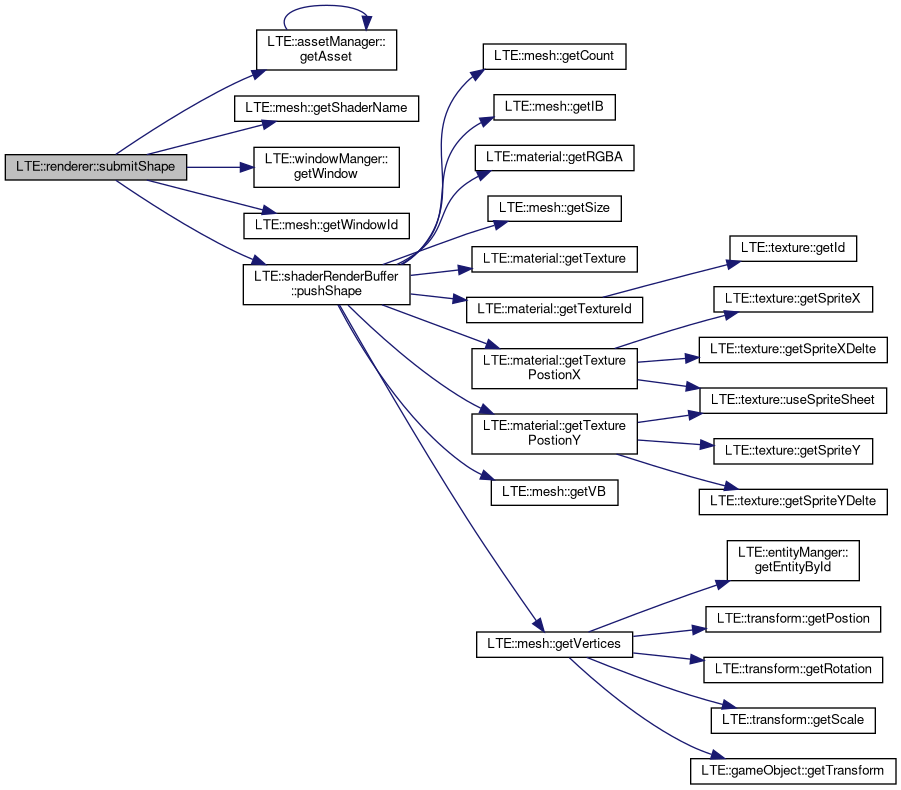 LTE::renderer::submitShape
LTE::assetManager::
getAsset
LTE::mesh::getShaderName
LTE::windowManger::
getWindow
LTE::mesh::getWindowId
LTE::shaderRenderBuffer
::pushShape
LTE::mesh::getCount
LTE::mesh::getIB
LTE::material::getRGBA
LTE::mesh::getSize
LTE::material::getTexture
LTE::material::getTextureId
LTE::material::getTexture
PostionX
LTE::material::getTexture
PostionY
LTE::mesh::getVB
LTE::mesh::getVertices
LTE::texture::getId
LTE::texture::getSpriteX
LTE::texture::getSpriteXDelte
LTE::texture::useSpriteSheet
LTE::texture::getSpriteY
LTE::texture::getSpriteYDelte
LTE::entityManger::
getEntityById
LTE::transform::getPostion
LTE::transform::getRotation
LTE::transform::getScale
LTE::gameObject::getTransform